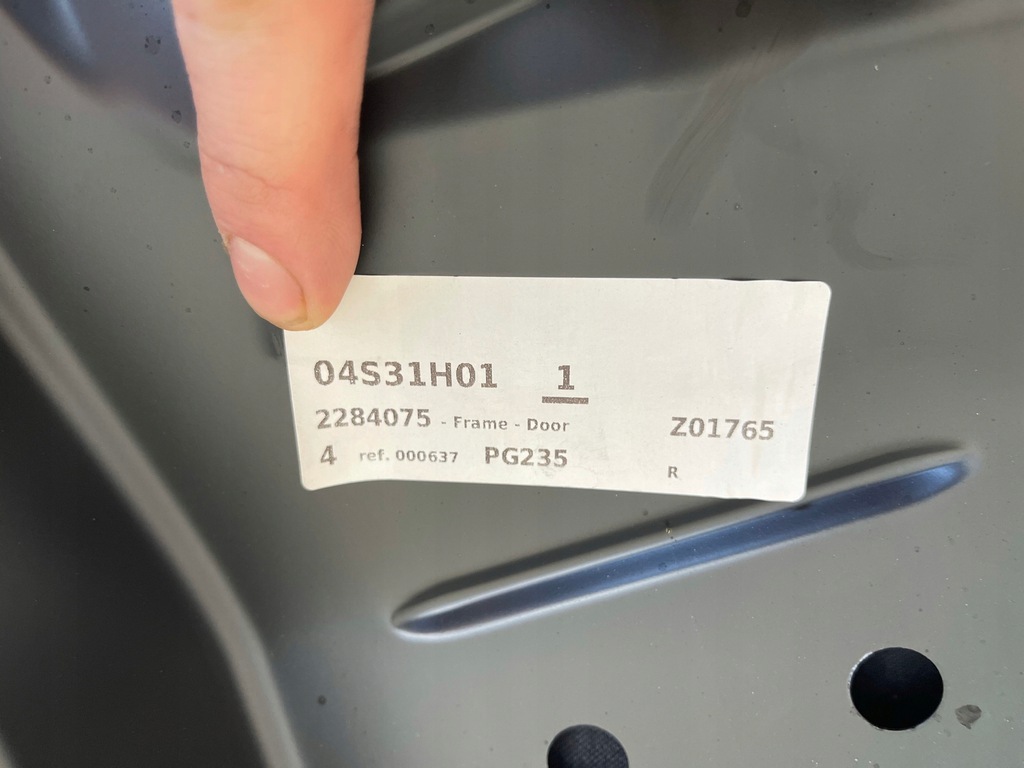 04S31H01 1
2284075 - Frame - Door Z01765
4 ref. 000637 PG235 R